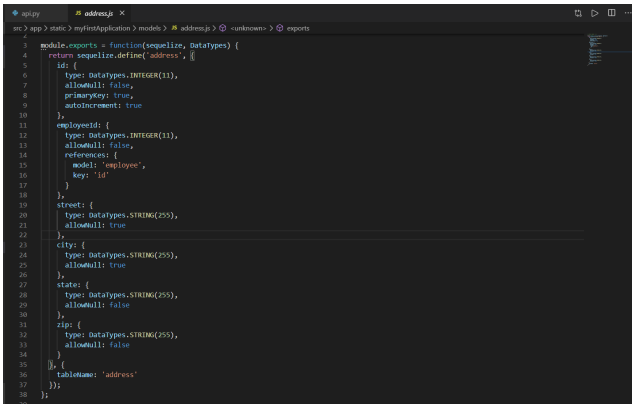 api.py
JS address.js ×
src > app > static > myFirstApplication > models > JS address.js > <unknown> > exports
3 module.exports = function(sequelize, DataTypes) {
4 return sequelize.define('address', {
5 id: {
6 type: DataTypes.INTEGER(11),
7 allowNull: false,
8 primaryKey: true,
9 autoIncrement: true
10 },
11 employeeId: {
12 type: DataTypes.INTEGER(11),
13 allowNull: false,
14 references: {
15 model: 'employee',
16 key: 'id'
17 }
18 },
19 street: {
20 type: DataTypes.STRING(255),
21 allowNull: true
22 },
23 city: {
24 type: DataTypes.STRING(255),
25 allowNull: true
26 },
27 state: {
28 type: DataTypes.STRING(255),
29 allowNull: false
30 },
31 zip: {
32 type: DataTypes.STRING(255),
33 allowNull: false
34 }
35 }, {
36 tableName: 'address'
37 });
38 };